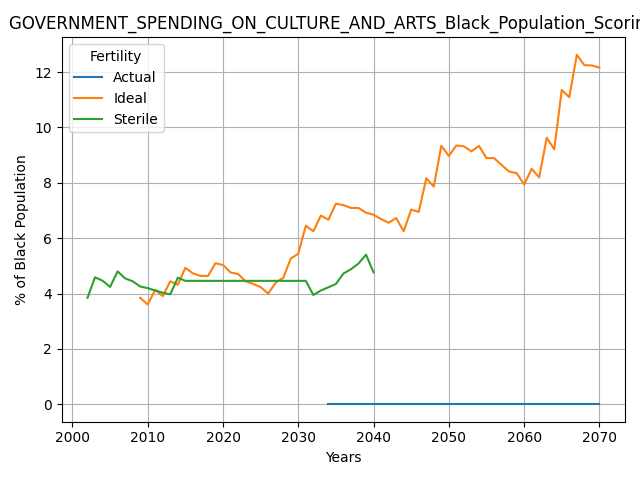 GOVERNMENT_SPENDING_ON_CULTURE_AND_ARTS_Black_Population_Scorin
Fertility
Actual
Ideal
Sterile
% of Black Population
12
10
8
6
4
2
0
2000 2010 2020 2030 2040 2050 2060 2070
Years